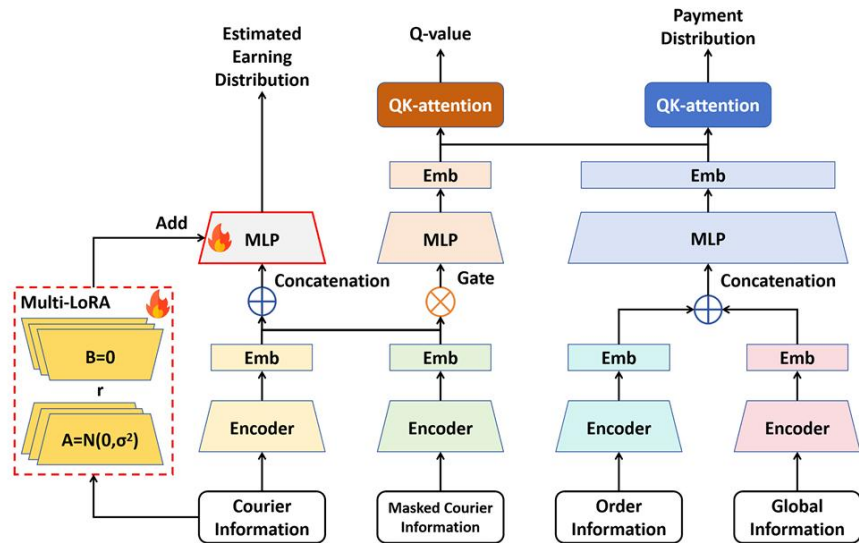 Estimated
Earning
Distribution
Q-value
Payment
Distribution
QK-attention
QK-attention
Emb
Emb
Add
MLP
MLP
MLP
Concatenation
Gate
Concatenation
Multi-LoRA
B=0
r
A=N(0,σ²)
Emb
Emb
Emb
Emb
Encoder
Encoder
Encoder
Encoder
Courier
Information
Masked Courier
Information
Order
Information
Global
Information